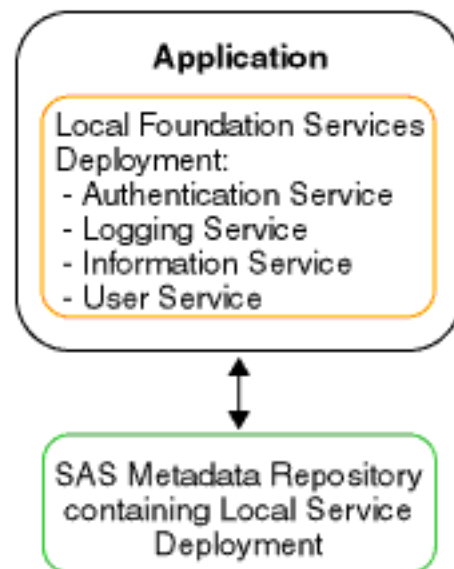 Application
Local Foundation Services
Deployment:
- Authentication Service
- Logging Service
- Information Service
- User Service
SAS Metadata Repository
containing Local Service
Deployment